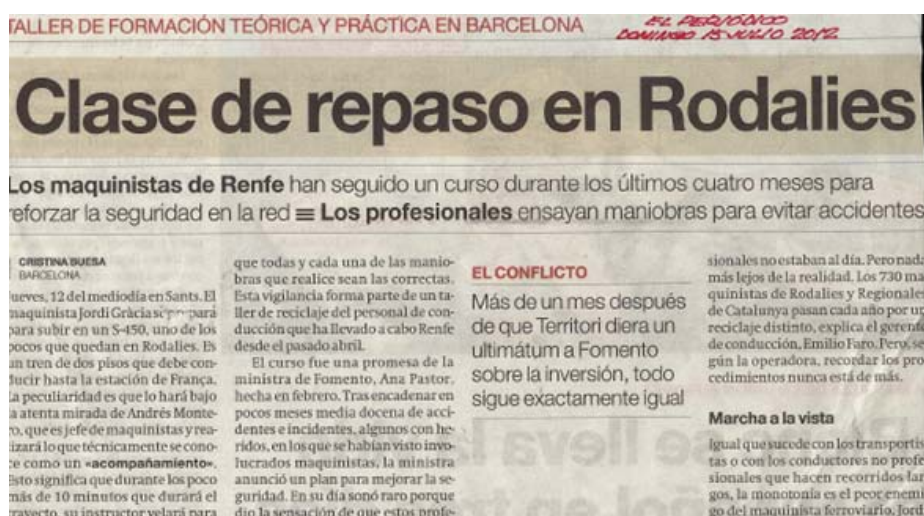 TALLER DE FORMACIÓN TEÓRICA Y PRÁCTICA EN BARCELONA
EL PERIÓDICO
DOMINGO 15 JULIO 2012
Clase de repaso en Rodalies
Los maquinistas de Renfe han seguido un curso durante los últimos cuatro meses para
reforzar la seguridad en la red ≡ Los profesionales ensayan maniobras para evitar accidentes
CRISTINA BUESA
BARCELONA
ueves, 12 del mediodía en Sants. El
maquinista Jordi Gràcia se prepara
para subir en un S-450, uno de los
pocos que quedan en Rodalies. Es
un tren de dos pisos que debe con-
ducir hasta la estación de França.
La peculiaridad es que lo hará bajo
la atenta mirada de Andrés Monte-
ro, que es jefe de maquinistas y rea-
lizará lo que técnicamente se cono-
ce como un «acompañamiento».
Esto significa que durante los poco
más de 10 minutos que durará el
trayecto, su instructor velará para
que todas y cada una de las manio-
bras que realice sean las correctas.
Esta vigilancia forma parte de un ta-
ller de reciclaje del personal de con-
ducción que ha llevado a cabo Renfe
desde el pasado abril.
El curso fue una promesa de la
ministra de Fomento, Ana Pastor,
hecha en febrero. Tras encadenar en
pocos meses media docena de acci-
dentes e incidentes, algunos con he-
ridos, en los que se habían visto invo-
lucrados maquinistas, la ministra
anunció un plan para mejorar la se-
guridad. En su día sonó raro porque
dio la sensación de que estos profe-
EL CONFLICTO
Más de un mes después
de que Territori diera un
ultimátum a Fomento
sobre la inversión, todo
sigue exactamente igual
sionales no estaban al día. Pero nada
más lejos de la realidad. Los 730 ma-
quinistas de Rodalies y Regionales
de Catalunya pasan cada año por un
reciclaje distinto, explica el gerente
de conducción, Emilio Faro. Pero, se-
gún la operadora, recordar los pro-
cedimientos nunca está de más.
Marcha a la vista
Igual que sucede con los transportis-
tas o con los conductores no profe-
sionales que hacen recorridos lar-
gos, la monotonía es el peor enemi-
go del maquinista ferroviario. Jordi